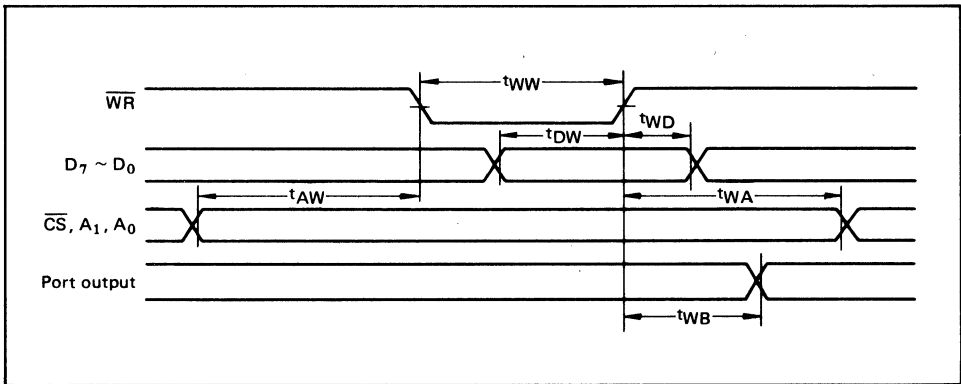 tWW
WR
tDW tWD
D7 ~ D0
tAW tWA
CS, A1, A0
Port output
tWB